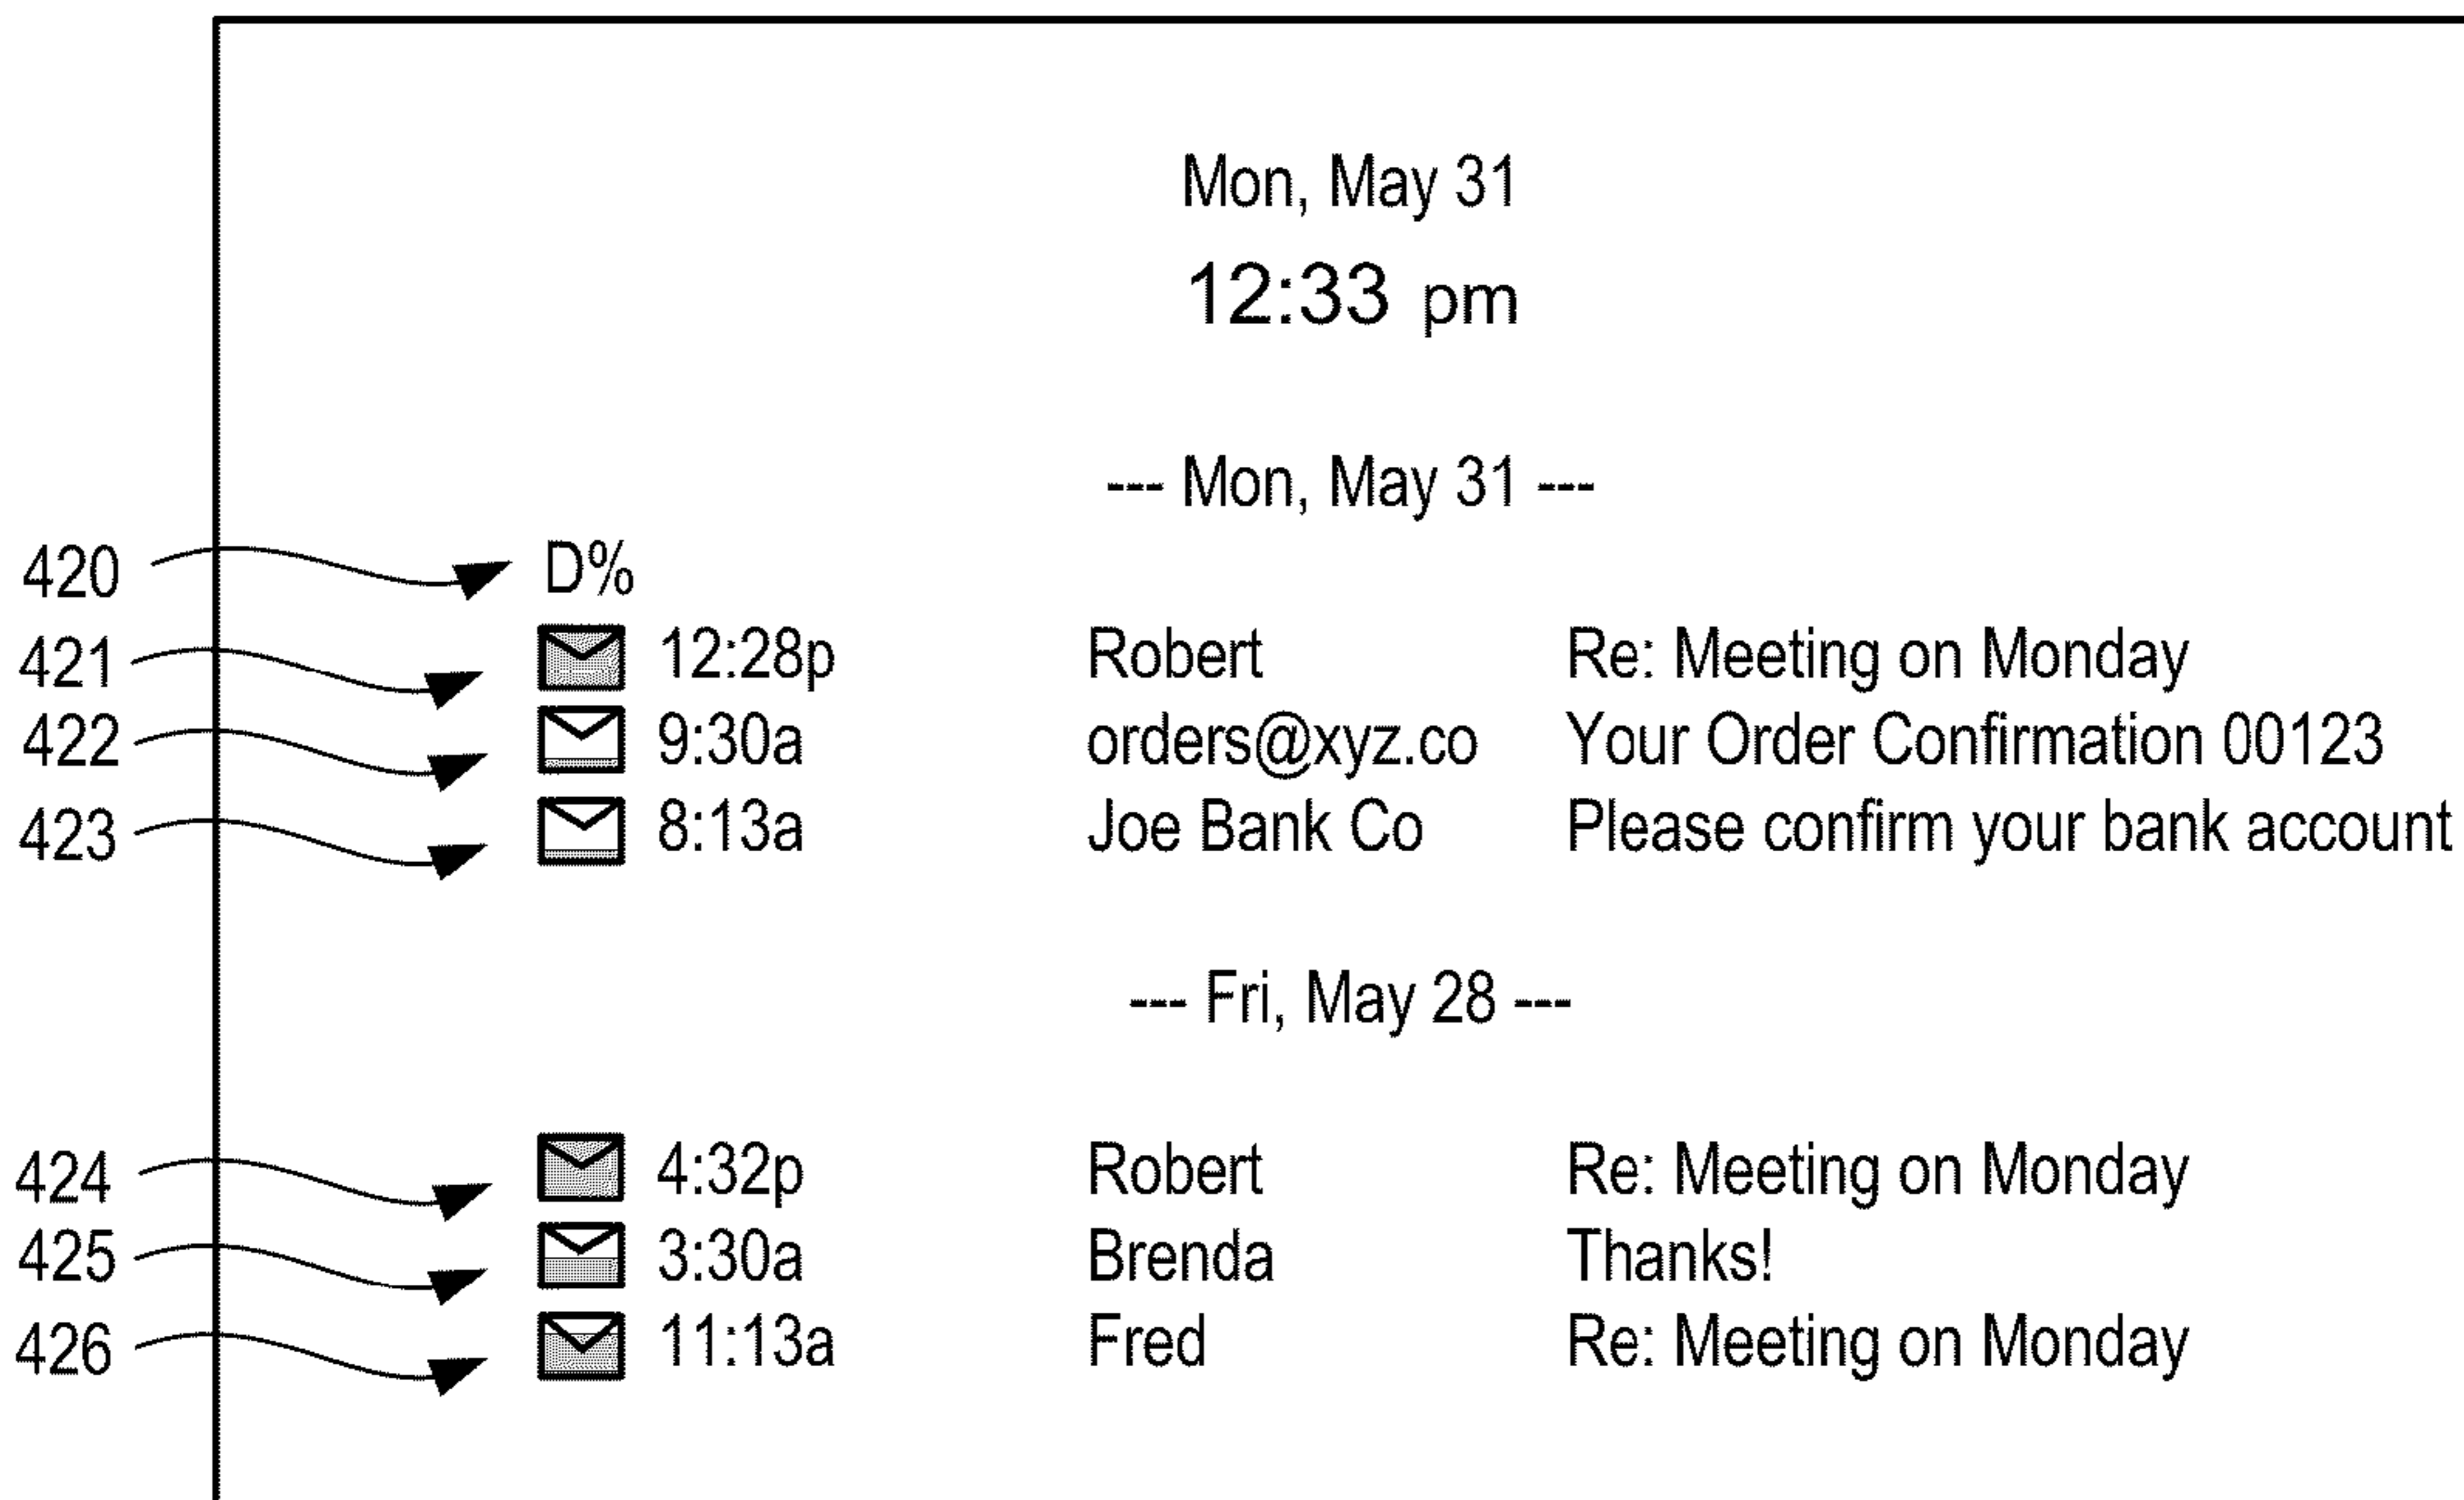 Mon, May 31
12:33 pm
--- Mon, May 31 ---
420 D%
421 12:28p Robert Re: Meeting on Monday
422 9:30a orders@xyz.co Your Order Confirmation 00123
423 8:13a Joe Bank Co Please confirm your bank account
--- Fri, May 28 ---
424 4:32p Robert Re: Meeting on Monday
425 3:30a Brenda Thanks!
426 11:13a Fred Re: Meeting on Monday